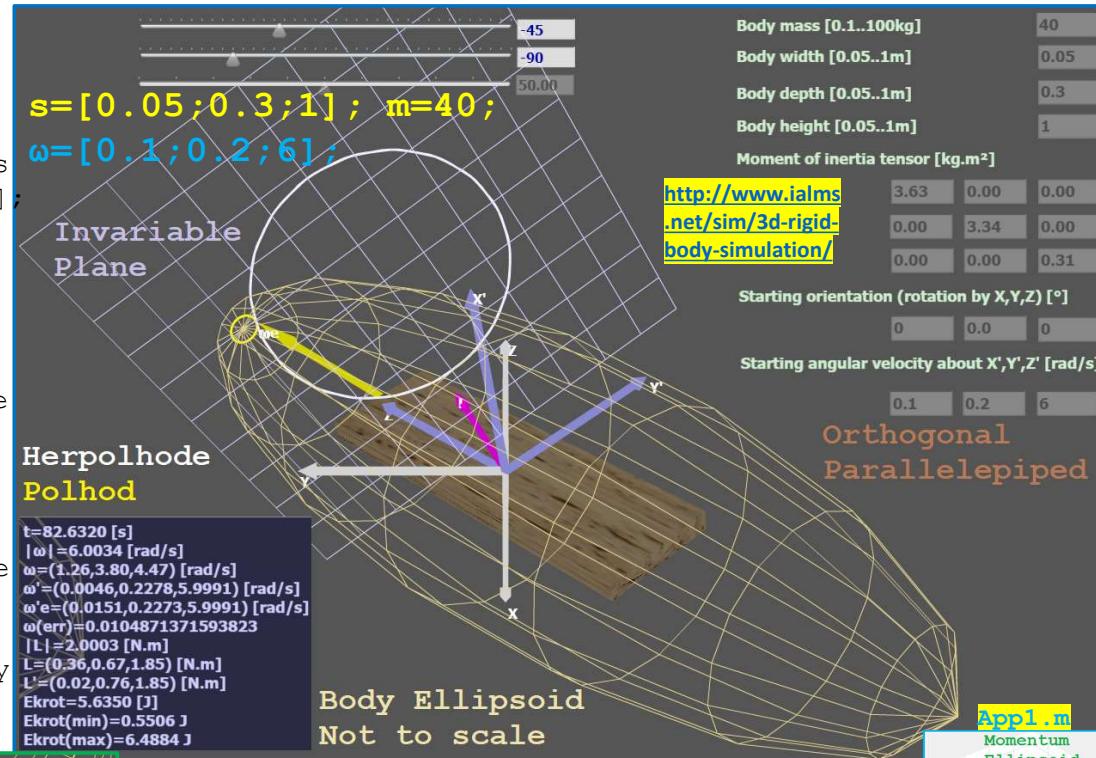 -45
-90
50.00
s=[0.05;0.3;1]; m=40;
ω=[0.1;0.2;6];
s
];
Invariable
Plane
e
Herpolhode
Polhod
e
y
Body mass [0.1..100kg] 40
Body width [0.05..1m] 0.05
Body depth [0.05..1m] 0.3
Body height [0.05..1m] 1
Moment of inertia tensor [kg.m²]
3.63 0.00 0.00
0.00 3.34 0.00
0.00 0.00 0.31
http://www.ialms
.net/sim/3d-rigid-
body-simulation/
Starting orientation (rotation by X,Y,Z) [°]
0 0.0 0
Starting angular velocity about X',Y',Z' [rad/s]
0.1 0.2 6
Orthogonal
Parallelepiped
X'
Z
Y'
ωe
Y
X
t=82.6320 [s]
|ω|=6.0034 [rad/s]
ω=(1.26,3.80,4.47) [rad/s]
ω'=(0.0046,0.2278,5.9991) [rad/s]
ω'e=(0.0151,0.2273,5.9991) [rad/s]
ω(err)=0.0104871371593823
|L|=2.0003 [N.m]
L=(0.36,0.67,1.85) [N.m]
L'=(0.02,0.76,1.85) [N.m]
Ekrot=5.6350 [J]
Ekrot(min)=0.5506 J
Ekrot(max)=6.4884 J
Body Ellipsoid
Not to scale
App1.m
Momentum